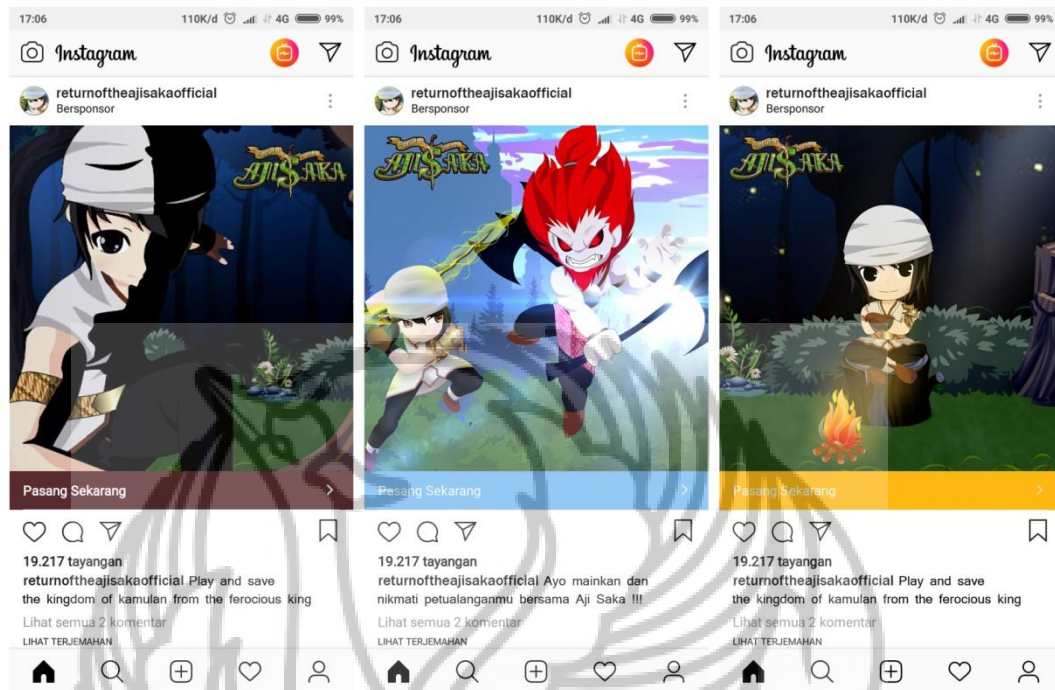 17:06
110K/d 4G 99%
Instagram
returnoftheajisakaofficial
Bersponsor
AJI SAKA
Pasang Sekarang
19.217 tayangan
returnoftheajisakaofficial Play and save
the kingdom of kamulan from the ferocious king
Lihat semua 2 komentar
LIHAT TERJEMAHAN
17:06
110K/d 4G 99%
Instagram
returnoftheajisakaofficial
Bersponsor
AJI SAKA
Pasang Sekarang
19.217 tayangan
returnoftheajisakaofficial Ayo mainkan dan
nikmati petualanganmu bersama Aji Saka !!!
Lihat semua 2 komentar
LIHAT TERJEMAHAN
17:06
110K/d 4G 99%
Instagram
returnoftheajisakaofficial
Bersponsor
AJI SAKA
Pasang Sekarang
19.217 tayangan
returnoftheajisakaofficial Play and save
the kingdom of kamulan from the ferocious king
Lihat semua 2 komentar
LIHAT TERJEMAHAN